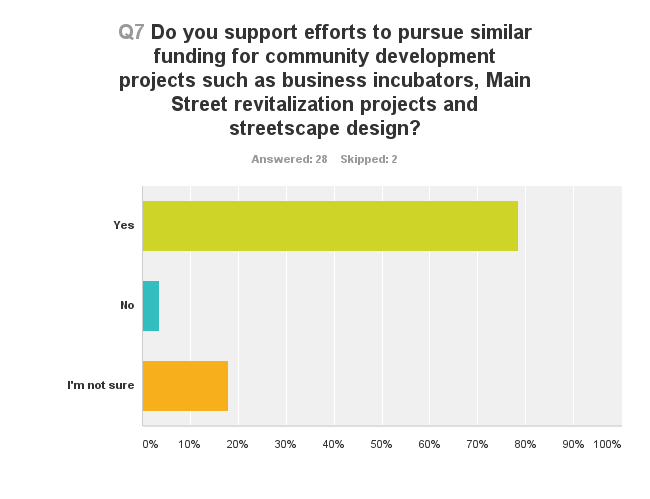 Q7 Do you support efforts to pursue similar
funding for community development
projects such as business incubators, Main
Street revitalization projects and
streetscape design?
Answered: 28 Skipped: 2
Yes
No
I'm not sure
0% 10% 20% 30% 40% 50% 60% 70% 80% 90% 100%